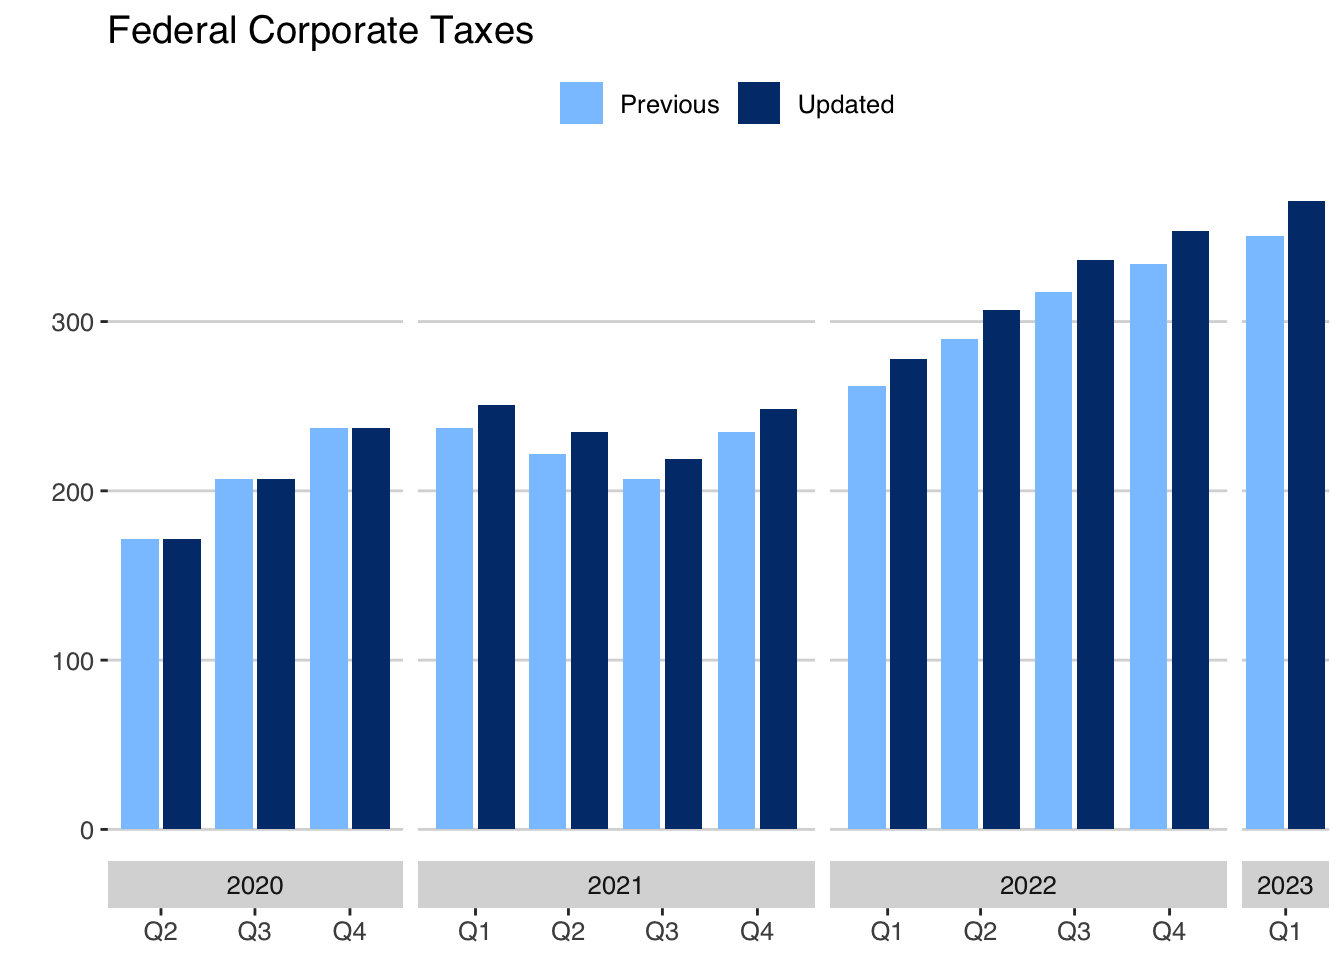 Federal Corporate Taxes
Previous Updated
300
200
100
0
2020 2021 2022 2023
Q2 Q3 Q4 Q1 Q2 Q3 Q4 Q1 Q2 Q3 Q4 Q1